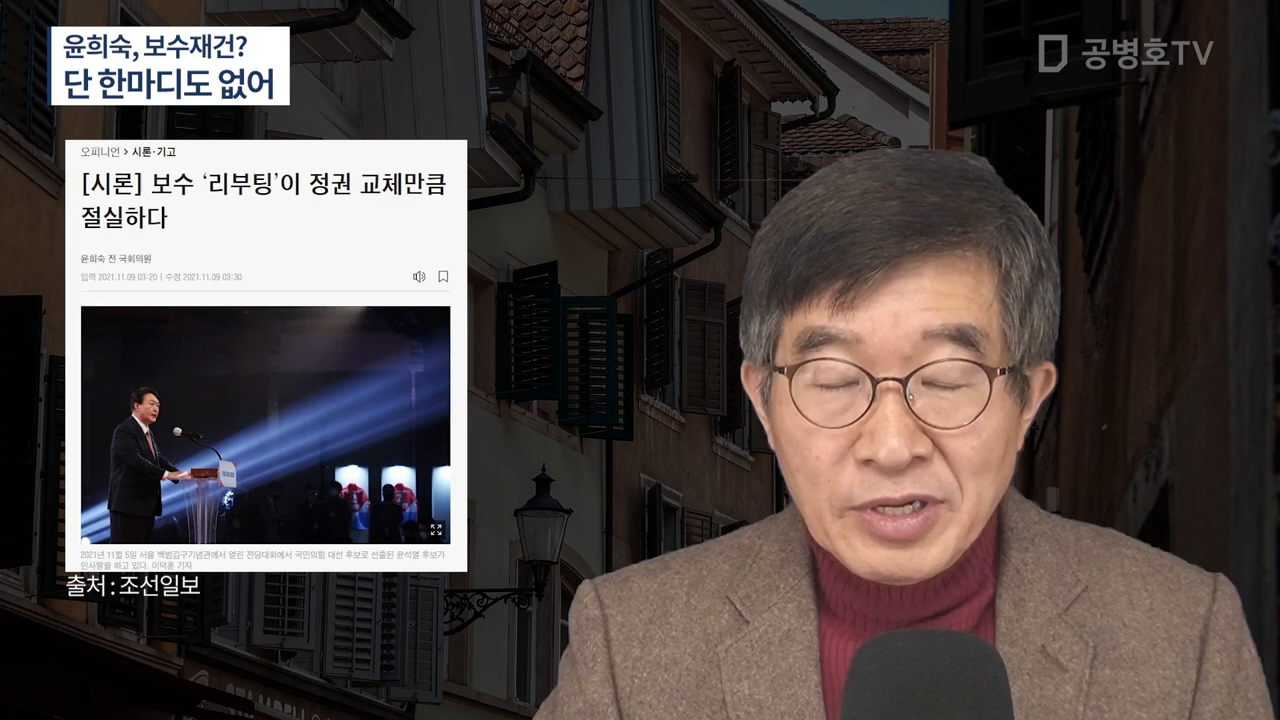 윤희숙, 보수재건?
단 한마디도 없어
공병호TV
오피니언 > 시론·기고
[시론] 보수 ‘리부팅’이 정권 교체만큼
절실하다
윤희숙 전 국회의원
입력 2021.11.09 03:20 | 수정 2021.11.09 03:30
2021년 11월 5일 서울 백범김구기념관에서 열린 전당대회에서 국민의힘 대선 후보로 선출된 윤석열 후보가
인사말을 하고 있다. 이덕훈 기자
출처 : 조선일보